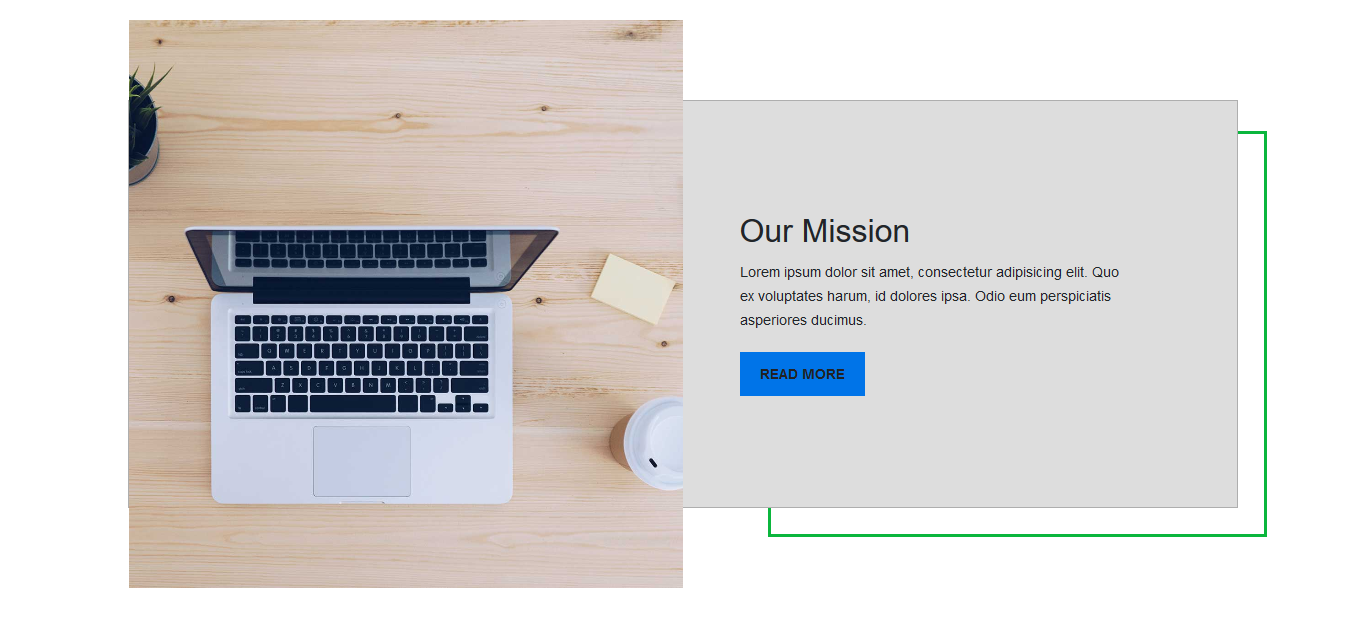 Our Mission
Lorem ipsum dolor sit amet, consectetur adipisicing elit. Quo
ex voluptates harum, id dolores ipsa. Odio eum perspiciatis
asperiores ducimus.
READ MORE